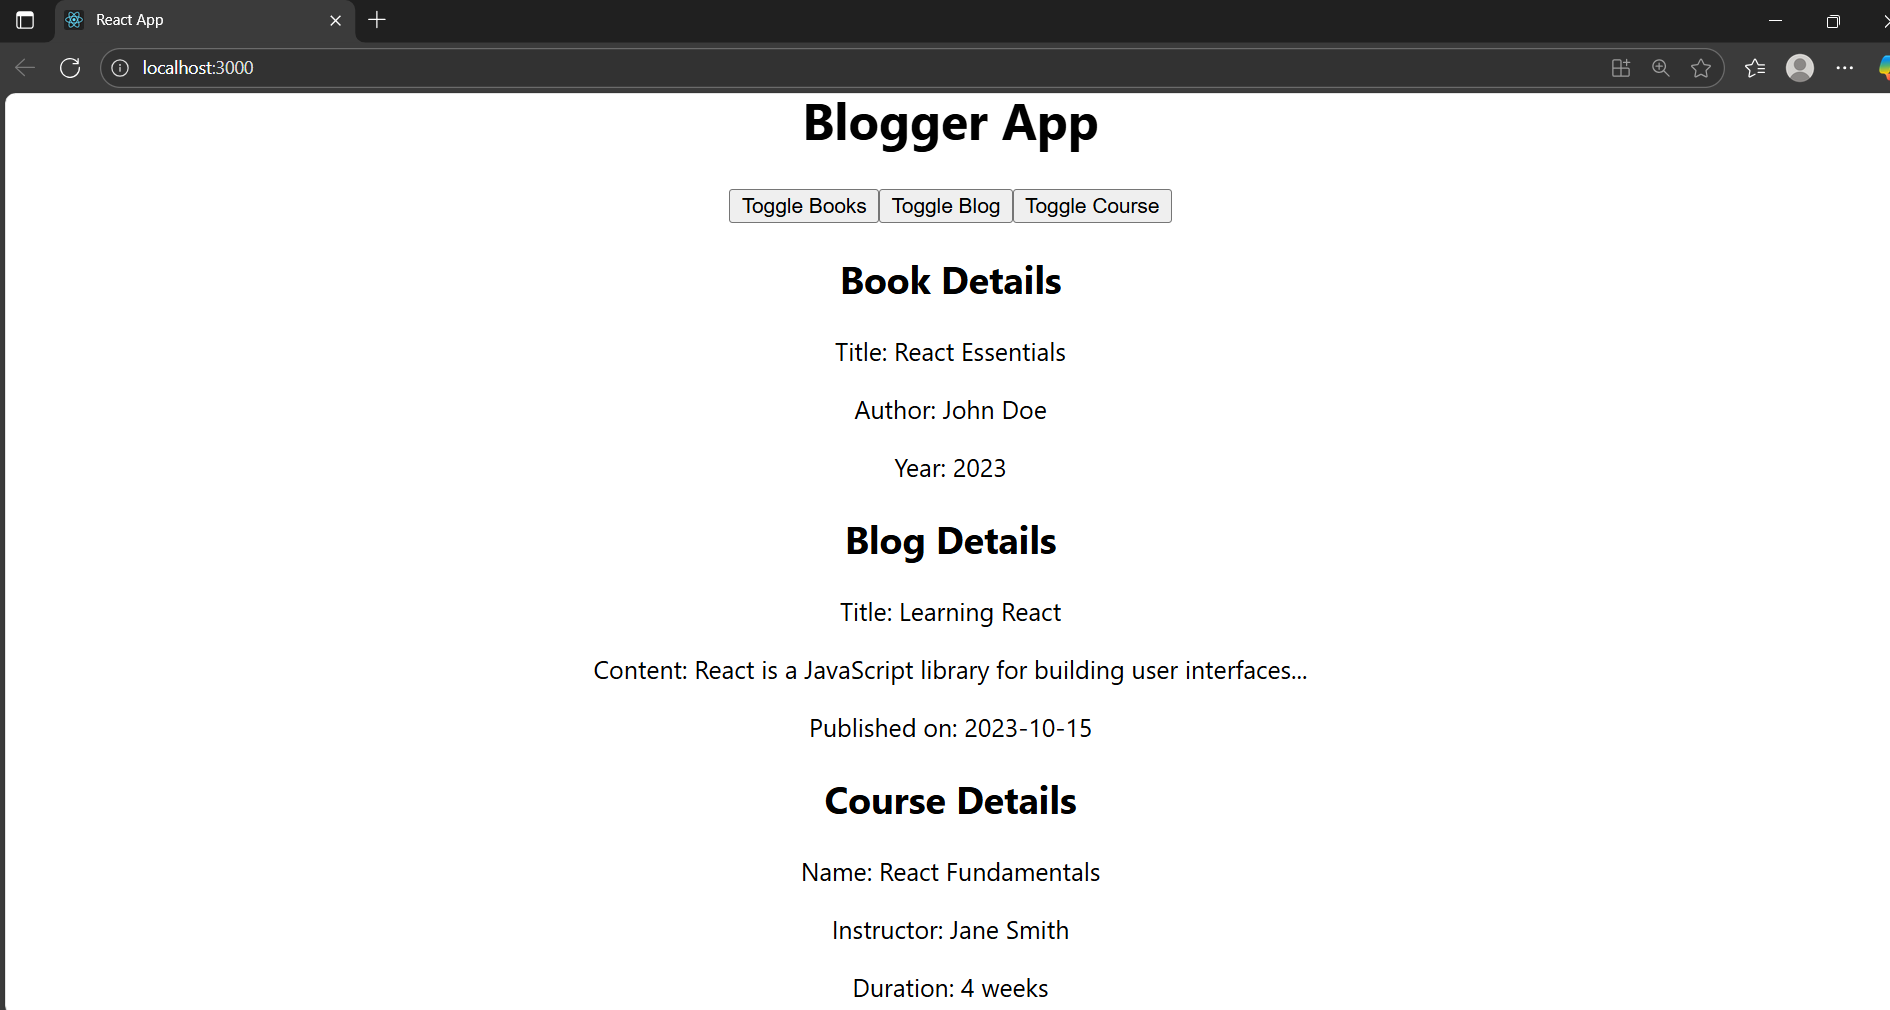 React App
localhost:3000
Blogger App
Toggle Books Toggle Blog Toggle Course
Book Details
Title: React Essentials
Author: John Doe
Year: 2023
Blog Details
Title: Learning React
Content: React is a JavaScript library for building user interfaces...
Published on: 2023-10-15
Course Details
Name: React Fundamentals
Instructor: Jane Smith
Duration: 4 weeks